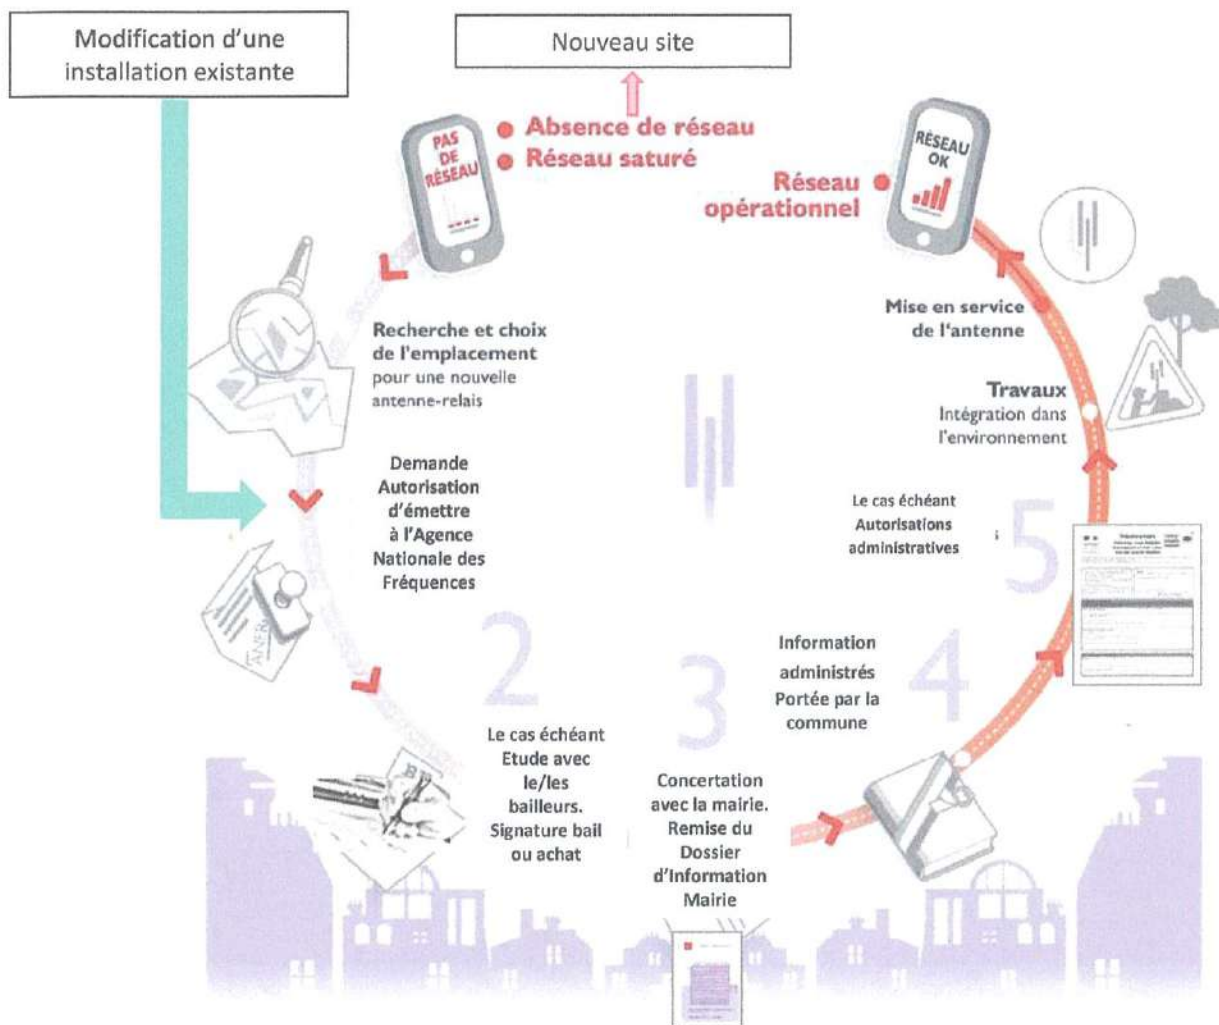 Modification d'une
installation existante
Nouveau site
PAS
DE
RÉSEAU
Absence de réseau
Réseau saturé
Recherche et choix
de l'emplacement
pour une nouvelle
antenne-relais
Demande
Autorisation
d'émettre
à l'Agence
Nationale des
Fréquences
ANFR
2
Le cas échéant
Etude avec
le/les
bailleurs.
Signature bail
ou achat
3
Concertation
avec la mairie.
Remise du
Dossier
d'Information
Mairie
4
Information
administrés
Portée par la
commune
5
Le cas échéant
Autorisations
administratives
Travaux
Intégration dans
l'environnement
Mise en service
de l'antenne
Réseau
opérationnel
RÉSEAU
OK